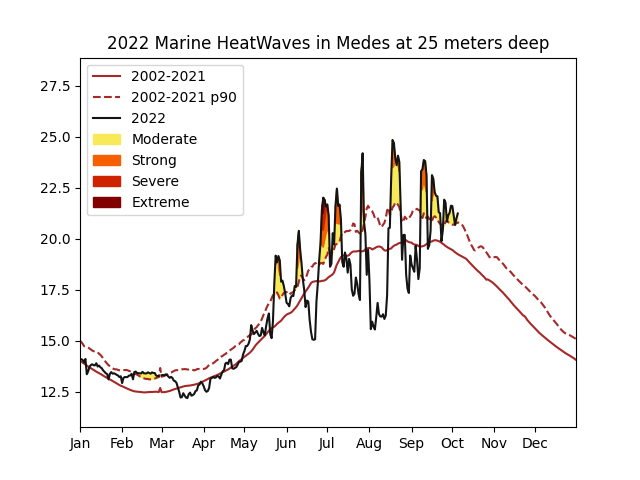 2022 Marine HeatWaves in Medes at 25 meters deep
2002-2021
2002-2021 p90
2022
Moderate
Strong
Severe
Extreme
27.5
25.0
22.5
20.0
17.5
15.0
12.5
Jan Feb Mar Apr May Jun Jul Aug Sep Oct Nov Dec